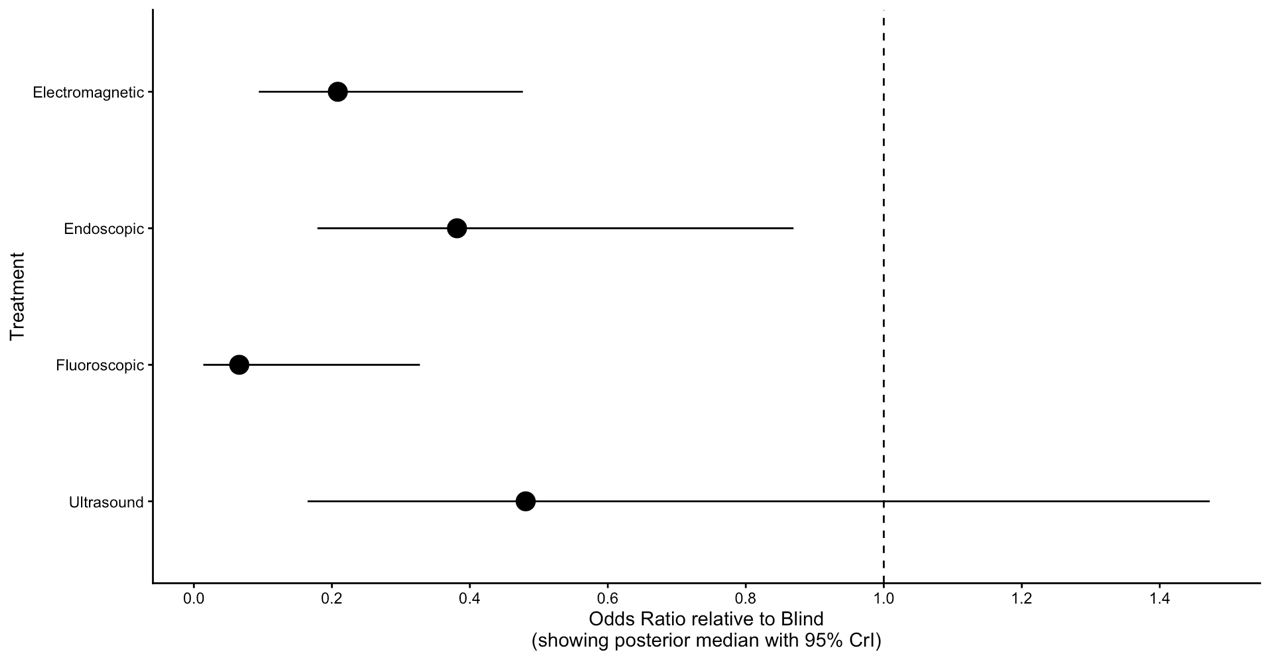 Treatment
Electromagnetic
Endoscopic
Fluoroscopic
Ultrasound
0.0 0.2 0.4 0.6 0.8 1.0 1.2 1.4
Odds Ratio relative to Blind
(showing posterior median with 95% CrI)